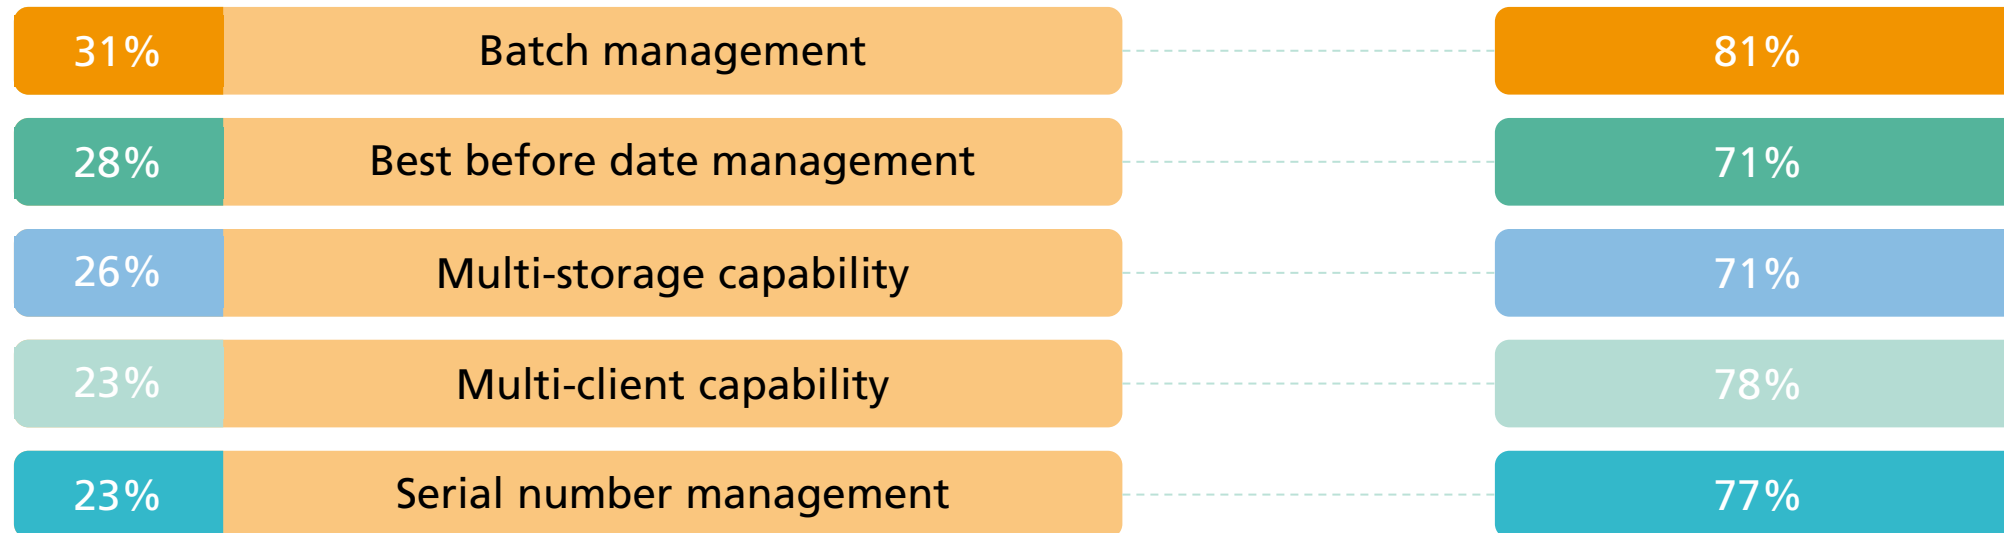 31% Batch management 81%
28% Best before date management 71%
26% Multi-storage capability 71%
23% Multi-client capability 78%
23% Serial number management 77%